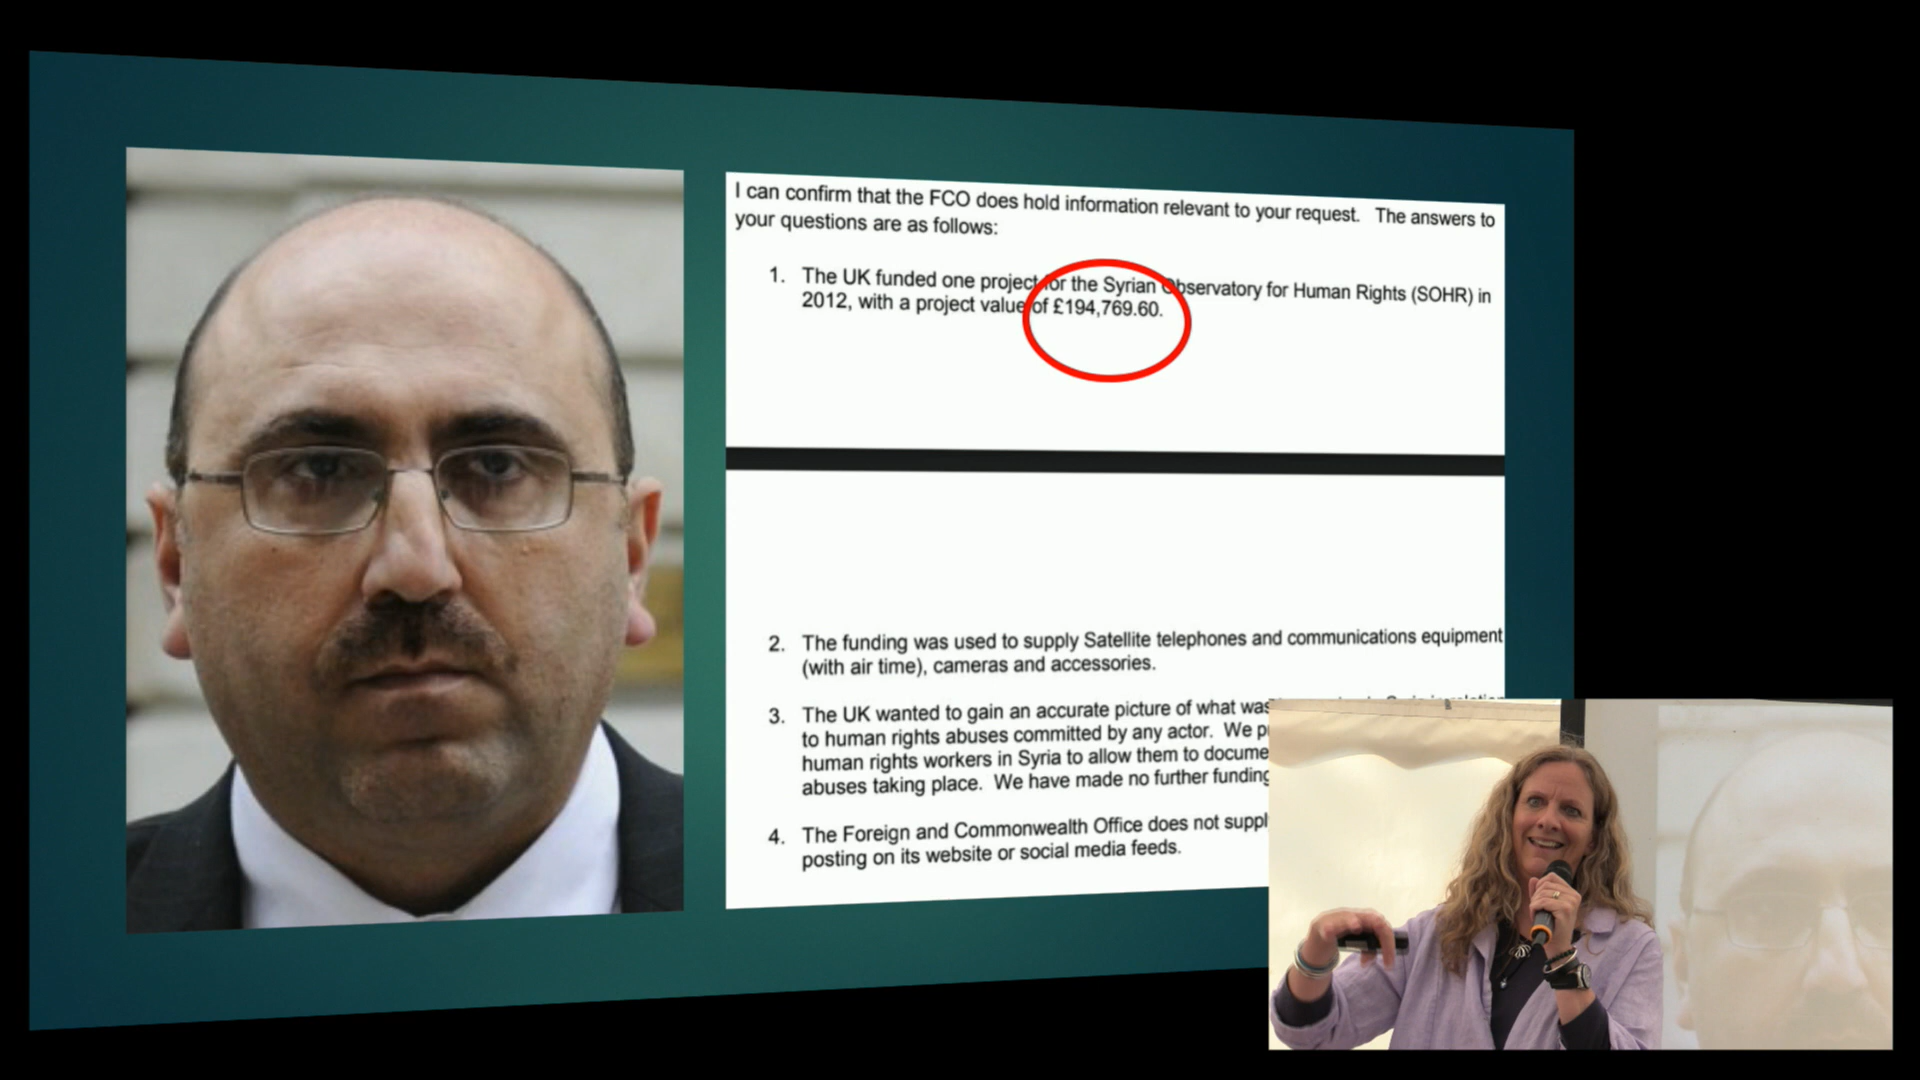 I can confirm that the FCO does hold information relevant to your request. The answers to
your questions are as follows:
1. The UK funded one project for the Syrian Observatory for Human Rights (SOHR) in
2012, with a project value of £194,769.60.
2. The funding was used to supply Satellite telephones and communications equipment
(with air time), cameras and accessories.
3. The UK wanted to gain an accurate picture of what was
to human rights abuses committed by any actor. We
human rights workers in Syria to allow them to
abuses taking place. We have made no further funding
4. The Foreign and Commonwealth Office does not
posting on its website or social media feeds.